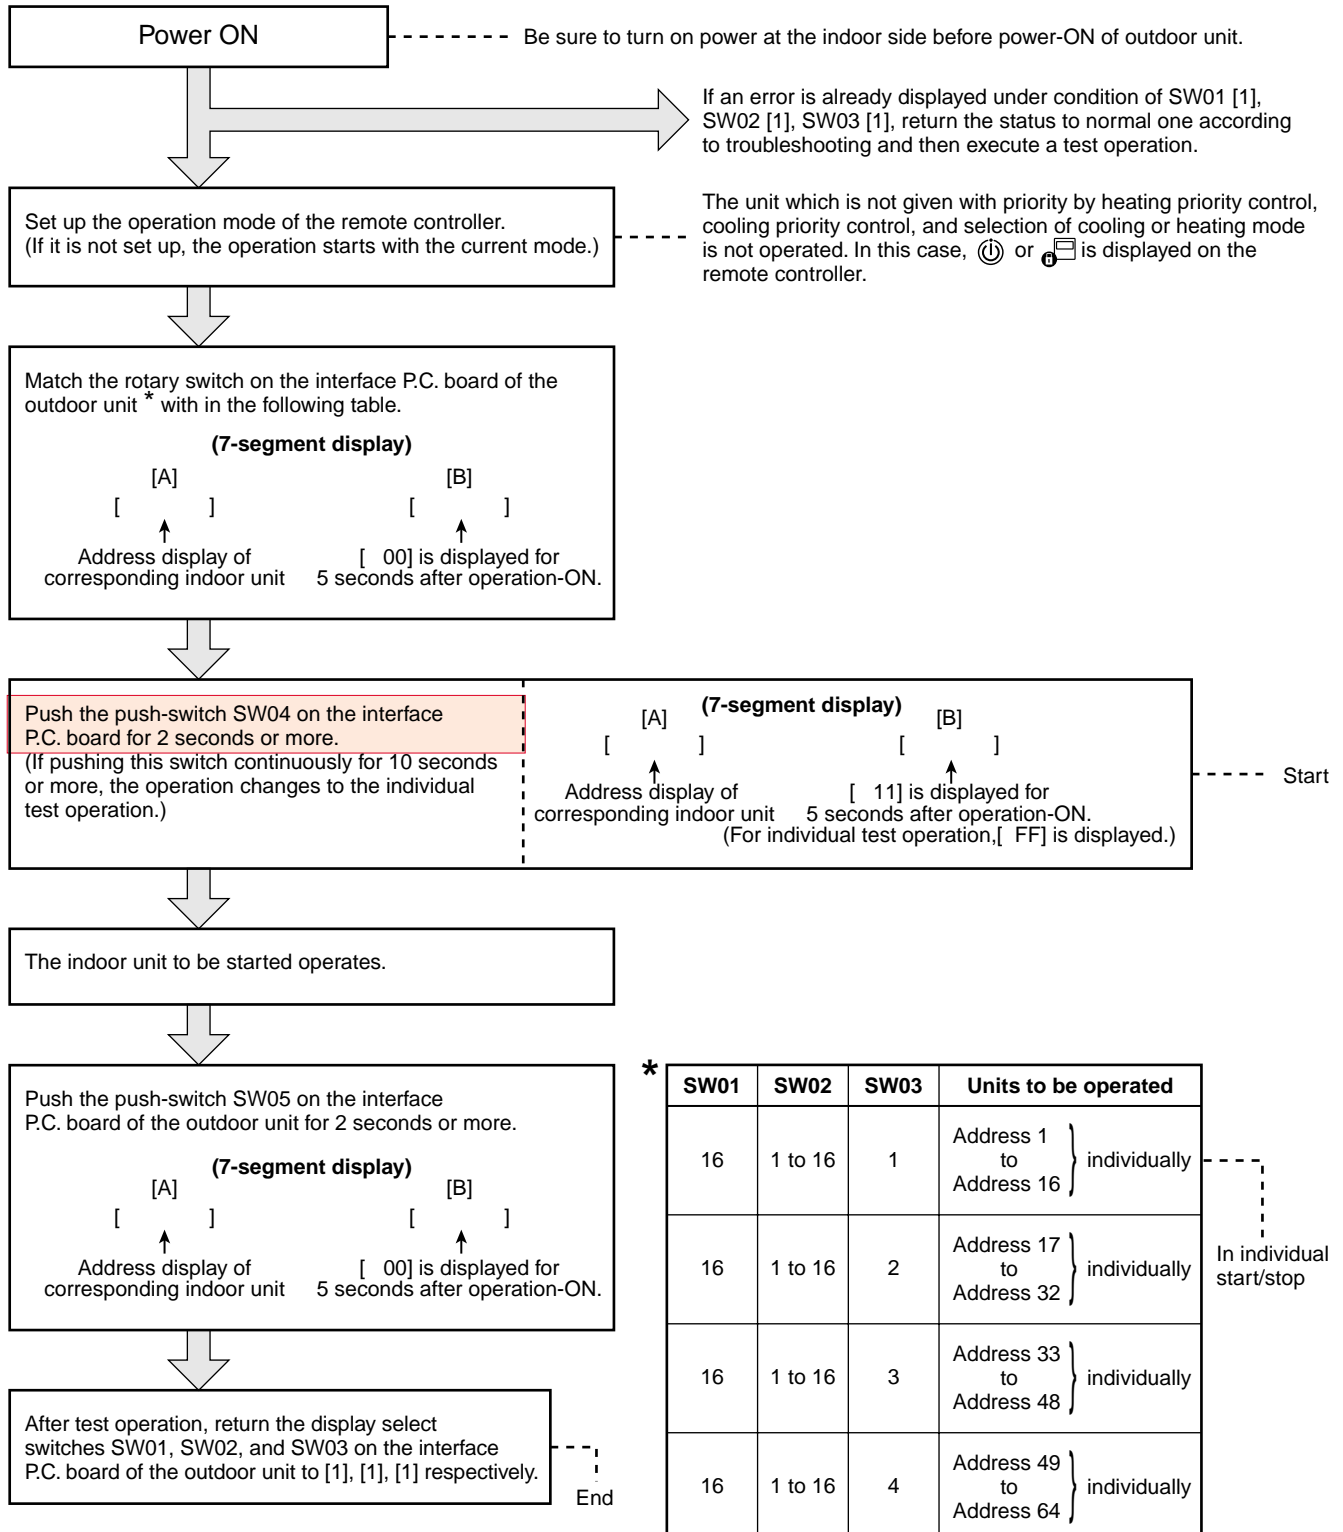 Power ON
Be sure to turn on power at the indoor side before power-ON of outdoor unit.
If an error is already displayed under condition of SW01 [1],
SW02 [1], SW03 [1], return the status to normal one according
to troubleshooting and then execute a test operation.
Set up the operation mode of the remote controller.
(If it is not set up, the operation starts with the current mode.)
The unit which is not given with priority by heating priority control,
cooling priority control, and selection of cooling or heating mode
is not operated. In this case, or is displayed on the
remote controller.
Match the rotary switch on the interface P.C. board of the
outdoor unit * with in the following table.
(7-segment display)
[A] [B]
[ ] [ ]
Address display of
corresponding indoor unit
[ 00] is displayed for
5 seconds after operation-ON.
Push the push-switch SW04 on the interface
P.C. board for 2 seconds or more.
(If pushing this switch continuously for 10 seconds
or more, the operation changes to the individual
test operation.)
(7-segment display)
[A] [B]
[ ] [ ]
Address display of
corresponding indoor unit
[ 11] is displayed for
5 seconds after operation-ON.
(For individual test operation,[ FF] is displayed.)
Start
The indoor unit to be started operates.
Push the push-switch SW05 on the interface
P.C. board of the outdoor unit for 2 seconds or more.
(7-segment display)
[A] [B]
[ ] [ ]
Address display of
corresponding indoor unit
[ 00] is displayed for
5 seconds after operation-ON.
After test operation, return the display select
switches SW01, SW02, and SW03 on the interface
P.C. board of the outdoor unit to [1], [1], [1] respectively.
End
*
SW01 SW02 SW03 Units to be operated
16 1 to 16 1 Address 1 to Address 16 } individually
16 1 to 16 2 Address 17 to Address 32 } individually
16 1 to 16 3 Address 33 to Address 48 } individually
16 1 to 16 4 Address 49 to Address 64 } individually
In individual
start/stop